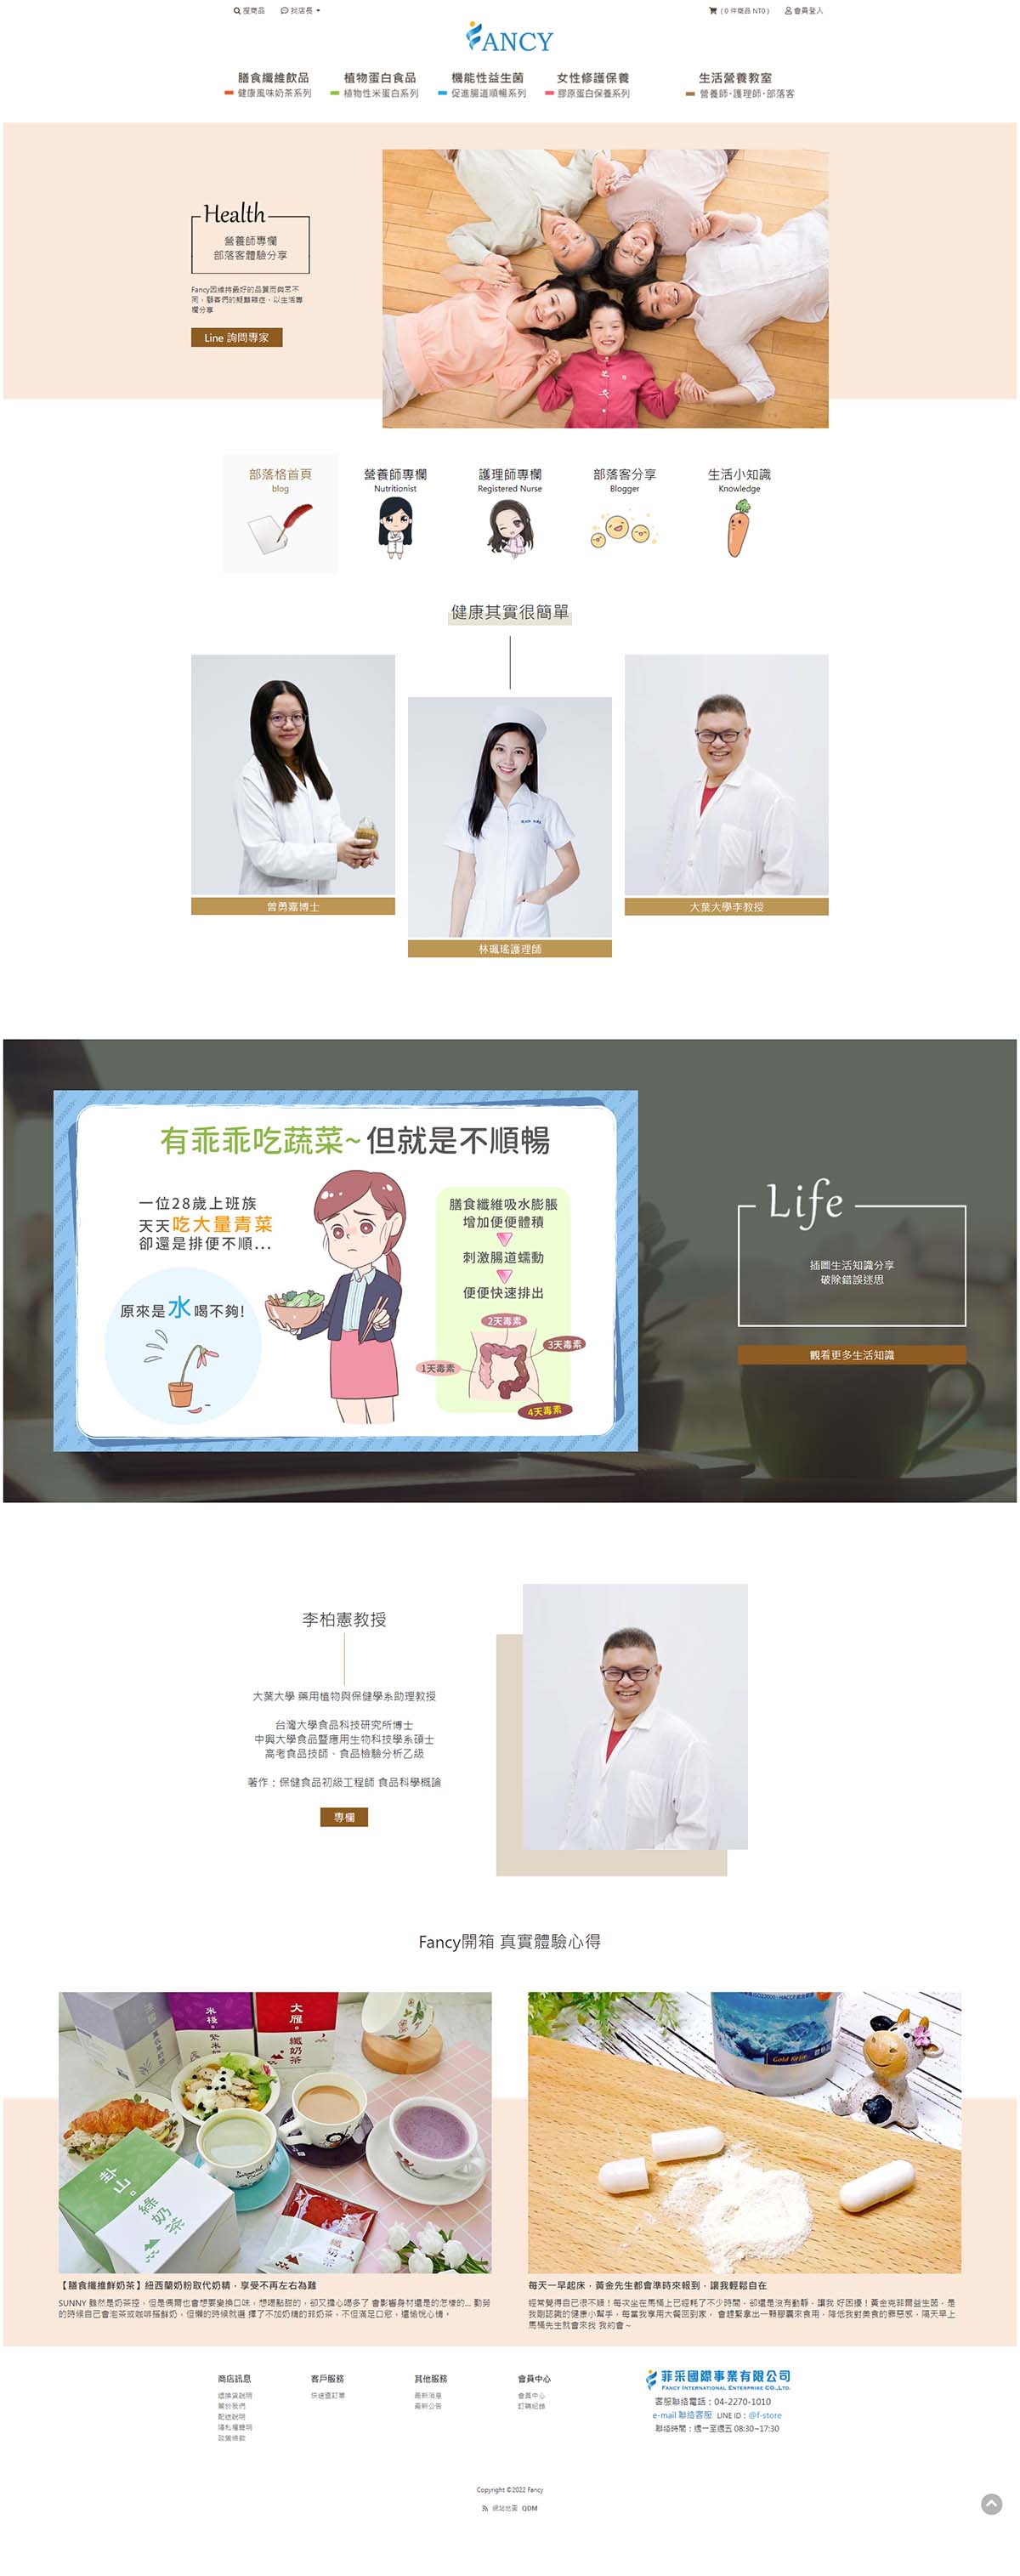 搜商品
找店長
( 0 件商品 NT0 )
會員登入
FANCY
膳食纖維飲品
健康風味奶茶系列
植物蛋白食品
植物性米蛋白系列
機能性益生菌
促進腸道順暢系列
女性修護保養
膠原蛋白保養系列
生活營養教室
營養師‧護理師‧部落客
Health
營養師專欄
部落客體驗分享
Fancy因維持最好的品質而與眾不
同，顧客們的疑難雜症，以生活專
欄分享
Line 詢問專家
部落格首頁
blog
營養師專欄
Nutritionist
護理師專欄
Registered Nurse
部落客分享
Blogger
生活小知識
Knowledge
健康其實很簡單
曾勇嘉博士
林珮瑤護理師
大葉大學李教授
有乖乖吃蔬菜~但就是不順暢
一位28歲上班族
天天吃大量青菜
卻還是排便不順...
原來是水喝不夠!
膳食纖維吸水膨脹
增加便便體積
刺激腸道蠕動
便便快速排出
2天毒素
3天毒素
1天毒素
4天毒素
Life
插圖生活知識分享
破除錯誤迷思
觀看更多生活知識
李柏憲教授
大葉大學 藥用植物與保健學系助理教授
台灣大學食品科技研究所博士
中興大學食品暨應用生物科技學系碩士
高考食品技師、食品檢驗分析乙級
著作：保健食品初級工程師 食品科學概論
專欄
Fancy開箱 真實體驗心得
米棧。
大雁。
纖奶茶
卦山。
綠奶茶
Gold Kefir
【膳食纖維鮮奶茶】紐西蘭奶粉取代奶精，享受不再左右為難
SUNNY 雖然是奶茶控，但是偶爾也會想要變換口味，想喝點甜的，卻又擔心喝多了 會影響身材還是的怎樣的... 勤勞
的時候自己會泡茶或咖啡搭鮮奶，但懶的時候就選 擇了不加奶精的菲奶茶，不但滿足口慾，還愉悅心情。
每天一早起床，黃金先生都會準時來報到，讓我輕鬆自在
經常覺得自己很不順！每次坐在馬桶上已經耗了不少時間，卻還是沒有動靜，讓我 好困擾！黃金克菲爾益生菌，是
我剛認識的健康小幫手，每當我享用大餐回到家， 會趕緊拿出一顆膠囊來食用，降低我對美食的罪惡感，隔天早上
馬桶先生就會來找 我約會～
商店訊息
退換貨說明
關於我們
配送說明
隱私權聲明
政策條款
客戶服務
快速查訂單
其他服務
最新消息
最新公告
會員中心
會員中心
訂購紀錄
菲采國際事業有限公司
FANCY INTERNATIONAL ENTERPRISE CO.,LTD.
客服聯絡電話：04-2270-1010
e-mail 聯絡客服 LINE ID：@f-store
聯絡時間：週一至週五 08:30~17:30
Copyright ©2022 Fancy
網站地圖 QDM